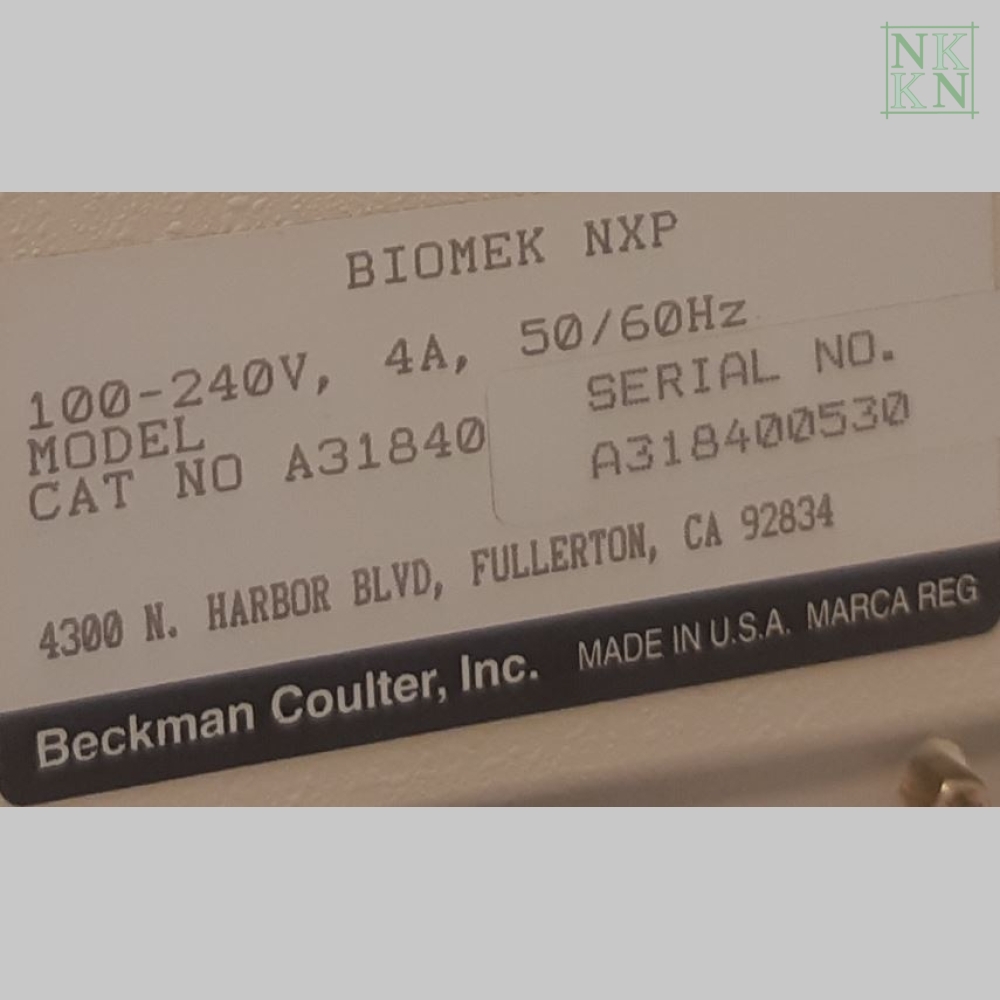 NK
KN
BIOMEK NXP
100-240V, 4A, 50/60Hz
MODEL
CAT NO A31840
SERIAL NO.
A318400530
4300 N. HARBOR BLVD, FULLERTON, CA 92834
Beckman Coulter, Inc. MADE IN U.S.A. MARCA REG